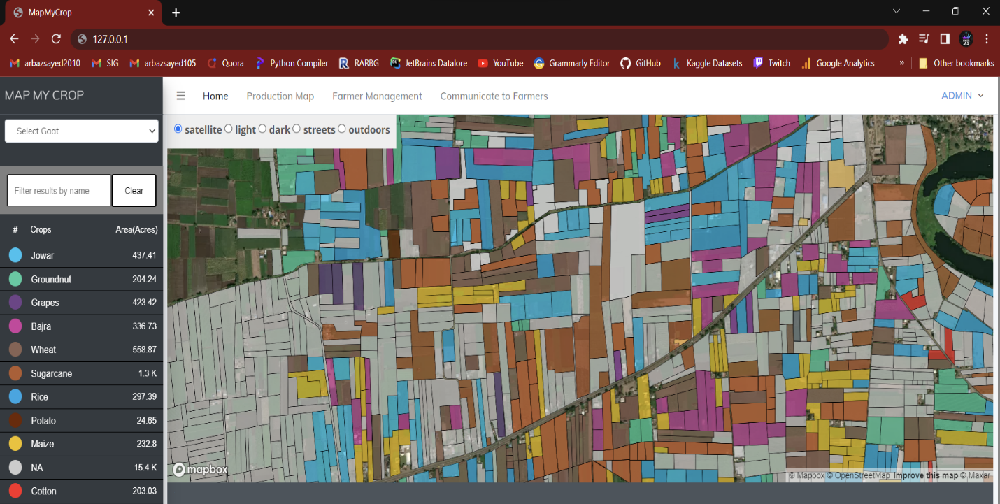 MapMyCrop
127.0.0.1
arbazsayed2010 SIG arbazsayed105 Quora Python Compiler RARBG JetBrains Datalore YouTube Grammarly Editor GitHub Kaggle Datasets Twitch Google Analytics » Other bookmarks
MAP MY CROP
Home Production Map Farmer Management Communicate to Farmers ADMIN
Select Gaat
satellite light dark streets outdoors
Filter results by name Clear
# Crops Area(Acres)
Jowar 437.41
Groundnut 204.24
Grapes 423.42
Bajra 336.73
Wheat 558.87
Sugarcane 1.3 K
Rice 297.39
Potato 24.65
Maize 232.8
NA 15.4 K
Cotton 203.03
mapbox
© Mapbox © OpenStreetMap Improve this map © Maxar